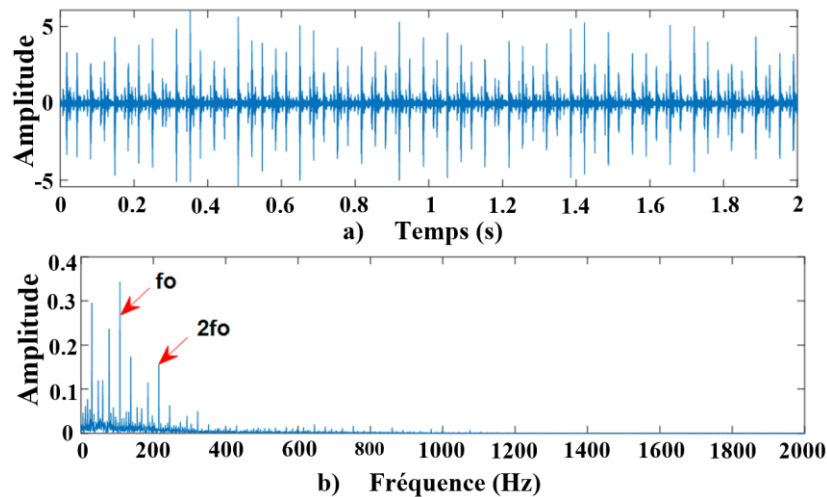 Amplitude
5
0
-5
0 0.2 0.4 0.6 0.8 1 1.2 1.4 1.6 1.8 2
a) Temps (s)
Amplitude
0.4
0.3
0.2
0.1
0
fo
2fo
0 200 400 600 800 1000 1200 1400 1600 1800 2000
b) Fréquence (Hz)